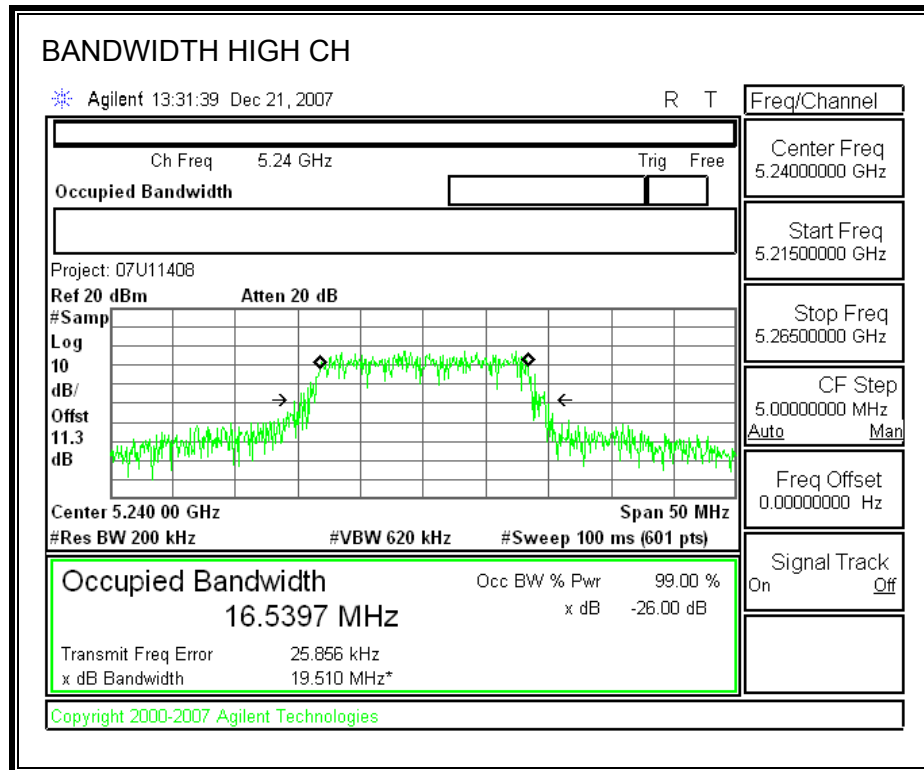 BANDWIDTH HIGH CH
Agilent 13:31:39 Dec 21, 2007 R T
Freq/Channel
Ch Freq 5.24 GHz Trig Free
Occupied Bandwidth
Center Freq
5.24000000 GHz
Start Freq
5.21500000 GHz
Stop Freq
5.26500000 GHz
CF Step
5.00000000 MHz
Auto Man
Freq Offset
0.00000000 Hz
Signal Track
On Off
Project: 07U11408
Ref 20 dBm Atten 20 dB
#Samp
Log
10
dB/
Offst
11.3
dB
Center 5.240 00 GHz Span 50 MHz
#Res BW 200 kHz #VBW 620 kHz #Sweep 100 ms (601 pts)
Occupied Bandwidth
16.5397 MHz
Occ BW % Pwr 99.00 %
x dB -26.00 dB
Transmit Freq Error 25.856 kHz
x dB Bandwidth 19.510 MHz*
Copyright 2000-2007 Agilent Technologies